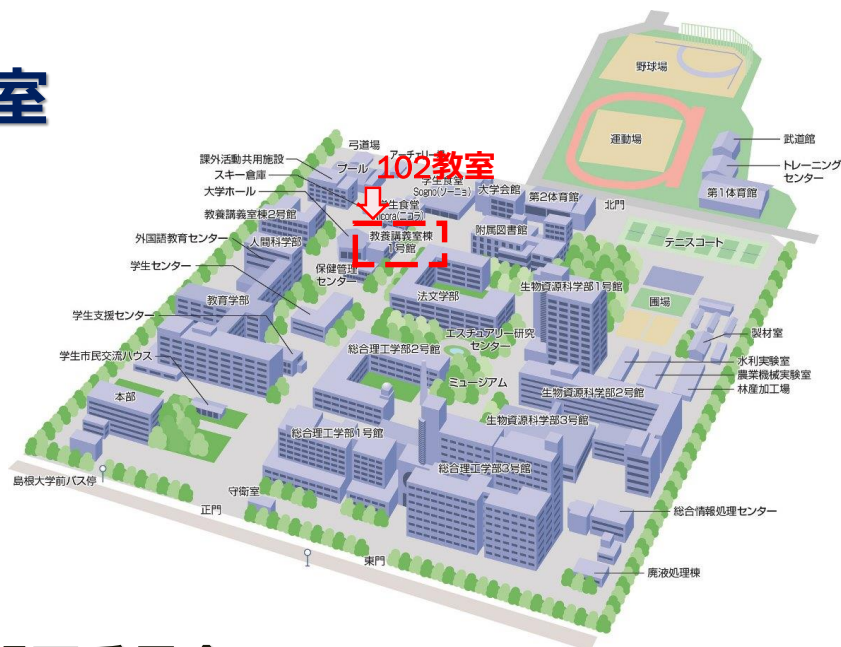 室
野球場
運動場
武道館
トレーニング
センター
第1体育館
弓道場
課外活動共用施設
プール
スキー倉庫
102教室
学生食堂
Sogno(ソーニョ)
大学会館
第2体育館
北門
大学ホール
学生食堂
教養講義室棟2号館
教養講義室棟
1号館
附属図書館
テニスコート
外国語教育センター
人間科学部
保健管理
センター
学生センター
法文学部
生物資源科学部1号館
圃場
教育学部
学生支援センター
エスチュアリー研究
センター
製材室
総合理工学部2号館
水利実験室
学生市民交流ハウス
農業機械実験室
ミュージアム
林産加工場
生物資源科学部2号館
本部
生物資源科学部3号館
総合理工学部1号館
総合理工学部3号館
島根大学前バス停
守衛室
正門
総合情報処理センター
東門
廃液処理棟